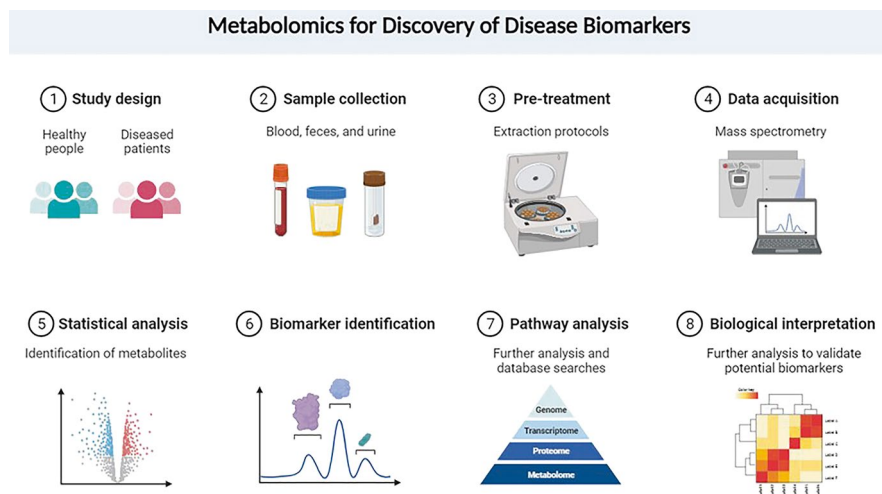 Metabolomics for Discovery of Disease Biomarkers
1 Study design
Healthy
people
Diseased
patients
2 Sample collection
Blood, feces, and urine
3 Pre-treatment
Extraction protocols
4 Data acquisition
Mass spectrometry
5 Statistical analysis
Identification of metabolites
6 Biomarker identification
7 Pathway analysis
Further analysis and
database searches
Genome
Transcriptome
Proteome
Metabolome
8 Biological interpretation
Further analysis to validate
potential biomarkers